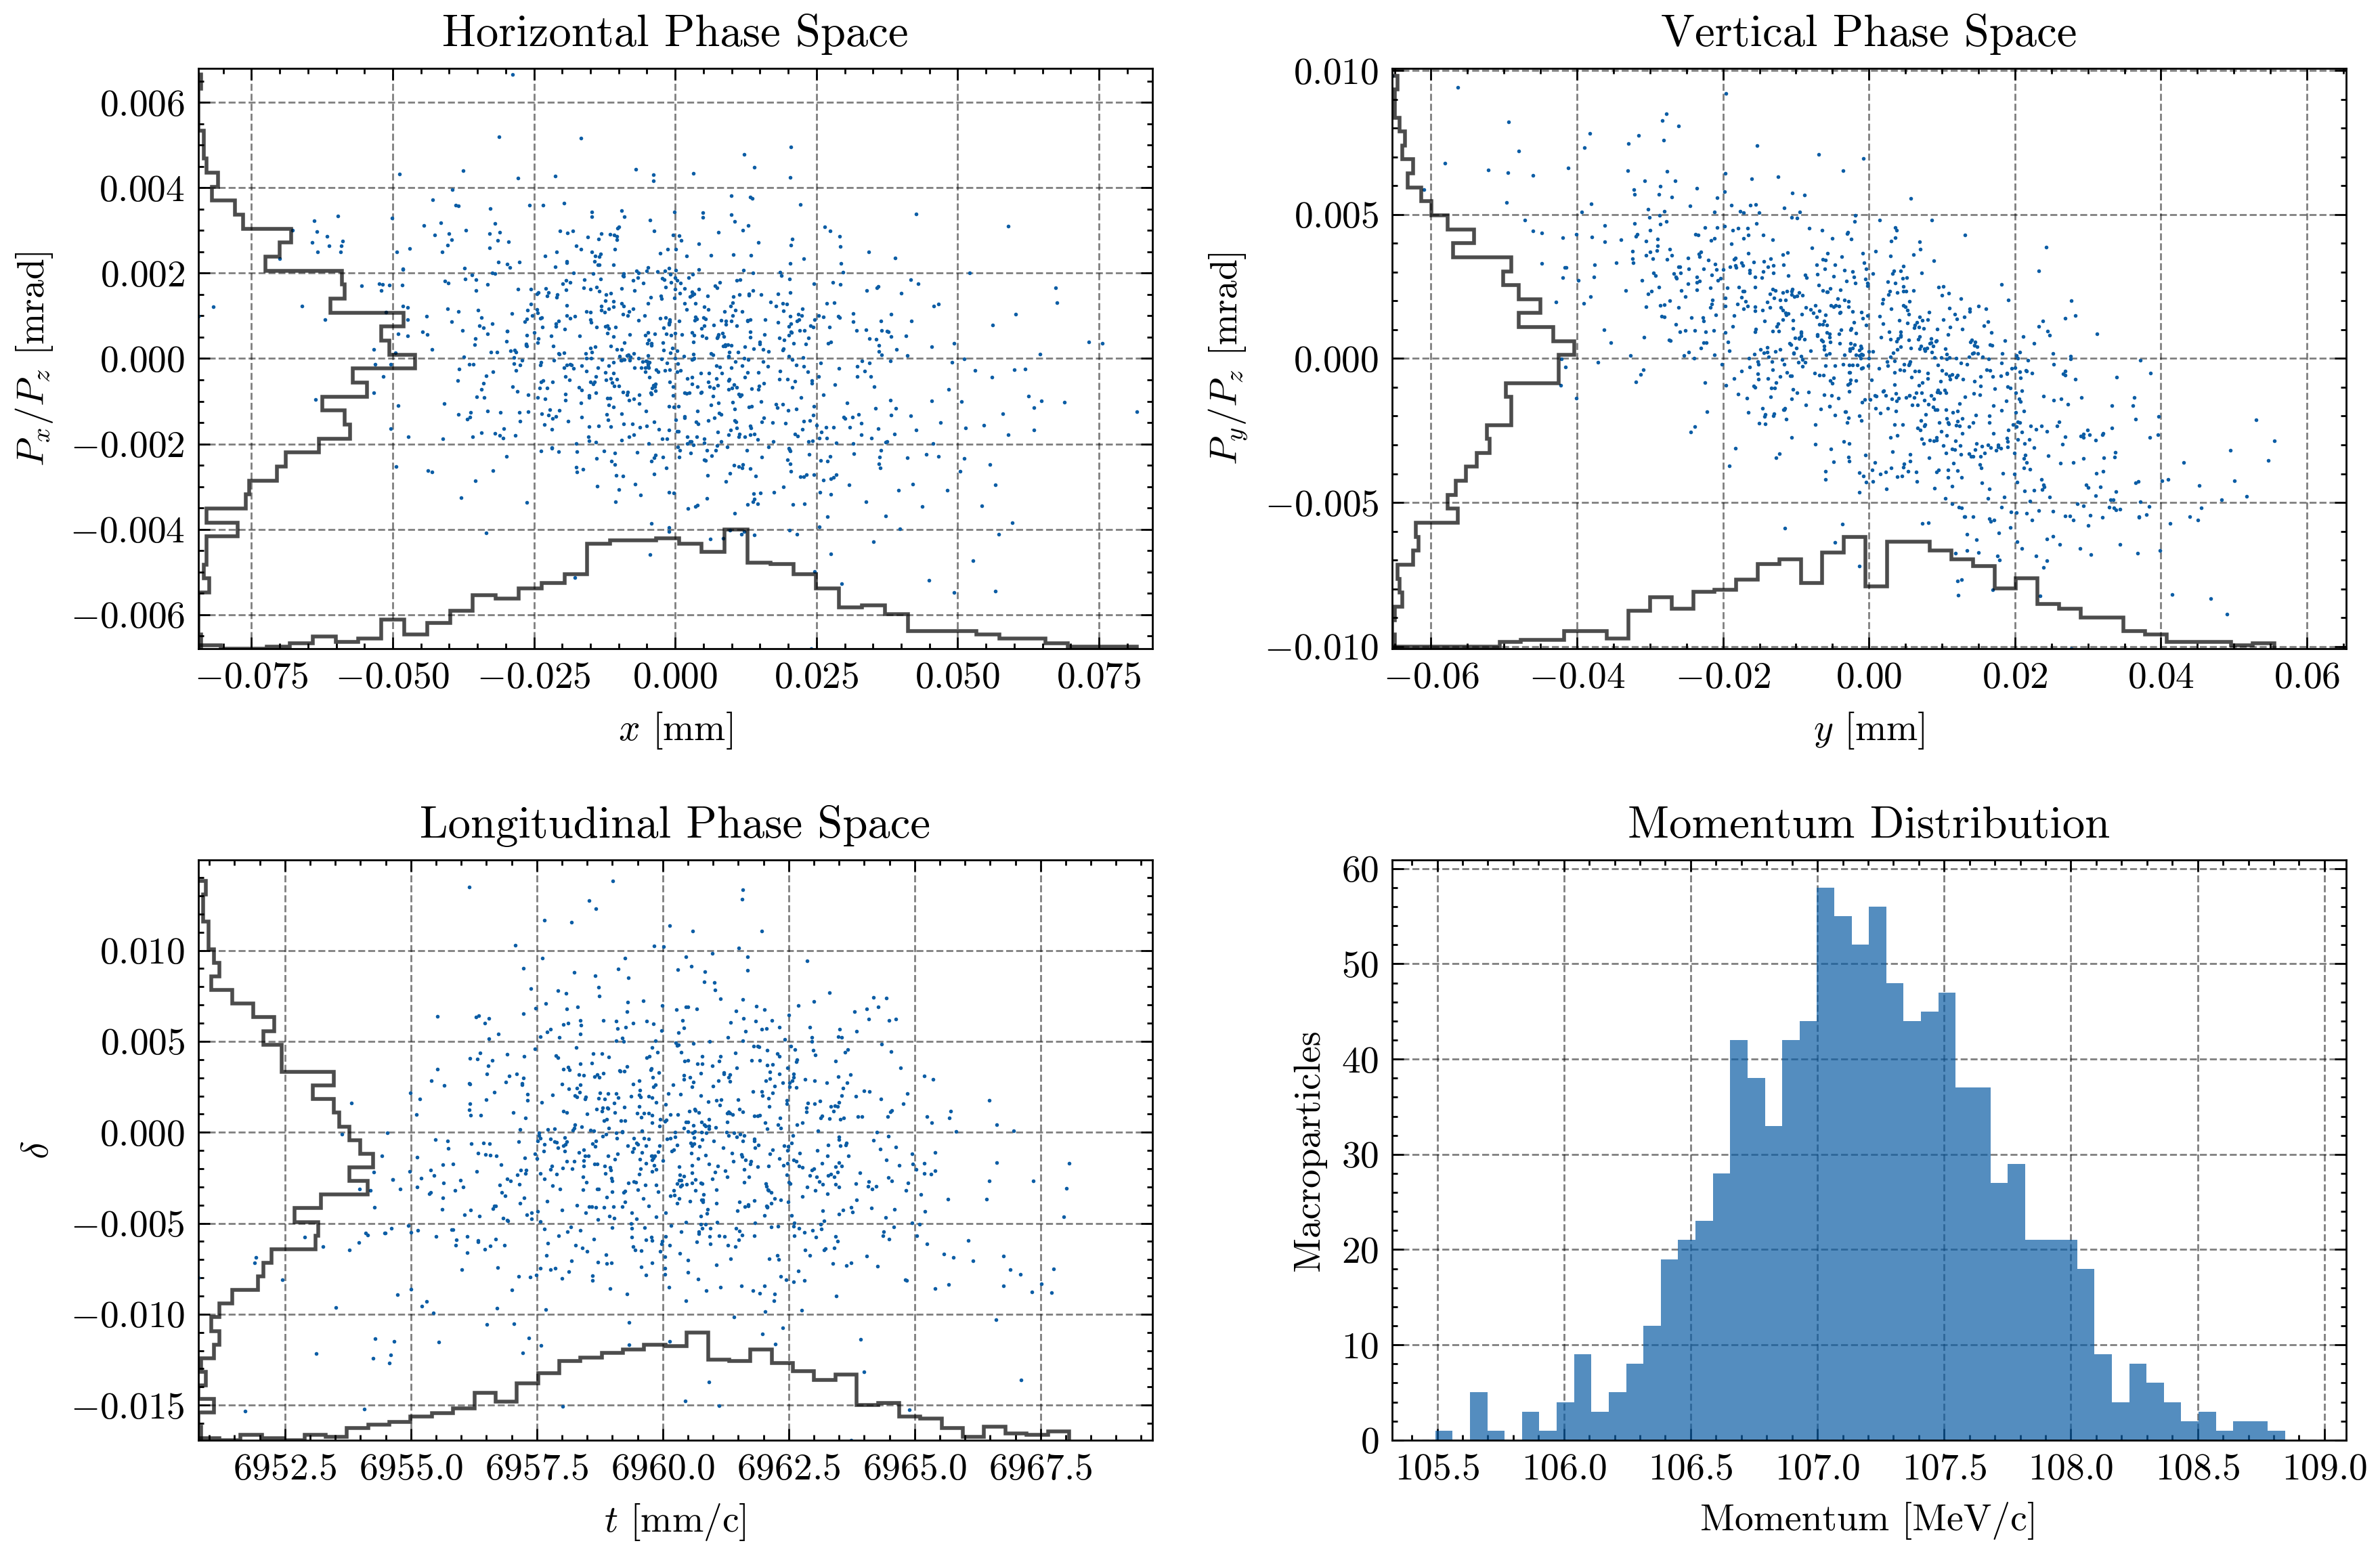 Horizontal Phase Space
0.006
0.004
0.002
0.000
−0.002
−0.004
−0.006
P_x/P_z [mrad]
−0.075 −0.050 −0.025 0.000 0.025 0.050 0.075
x [mm]
Vertical Phase Space
0.010
0.005
0.000
−0.005
−0.010
P_y/P_z [mrad]
−0.06 −0.04 −0.02 0.00 0.02 0.04 0.06
y [mm]
Longitudinal Phase Space
0.010
0.005
0.000
−0.005
−0.010
−0.015
δ
6952.5 6955.0 6957.5 6960.0 6962.5 6965.0 6967.5
t [mm/c]
Momentum Distribution
60
50
40
30
20
10
0
Macroparticles
105.5 106.0 106.5 107.0 107.5 108.0 108.5 109.0
Momentum [MeV/c]